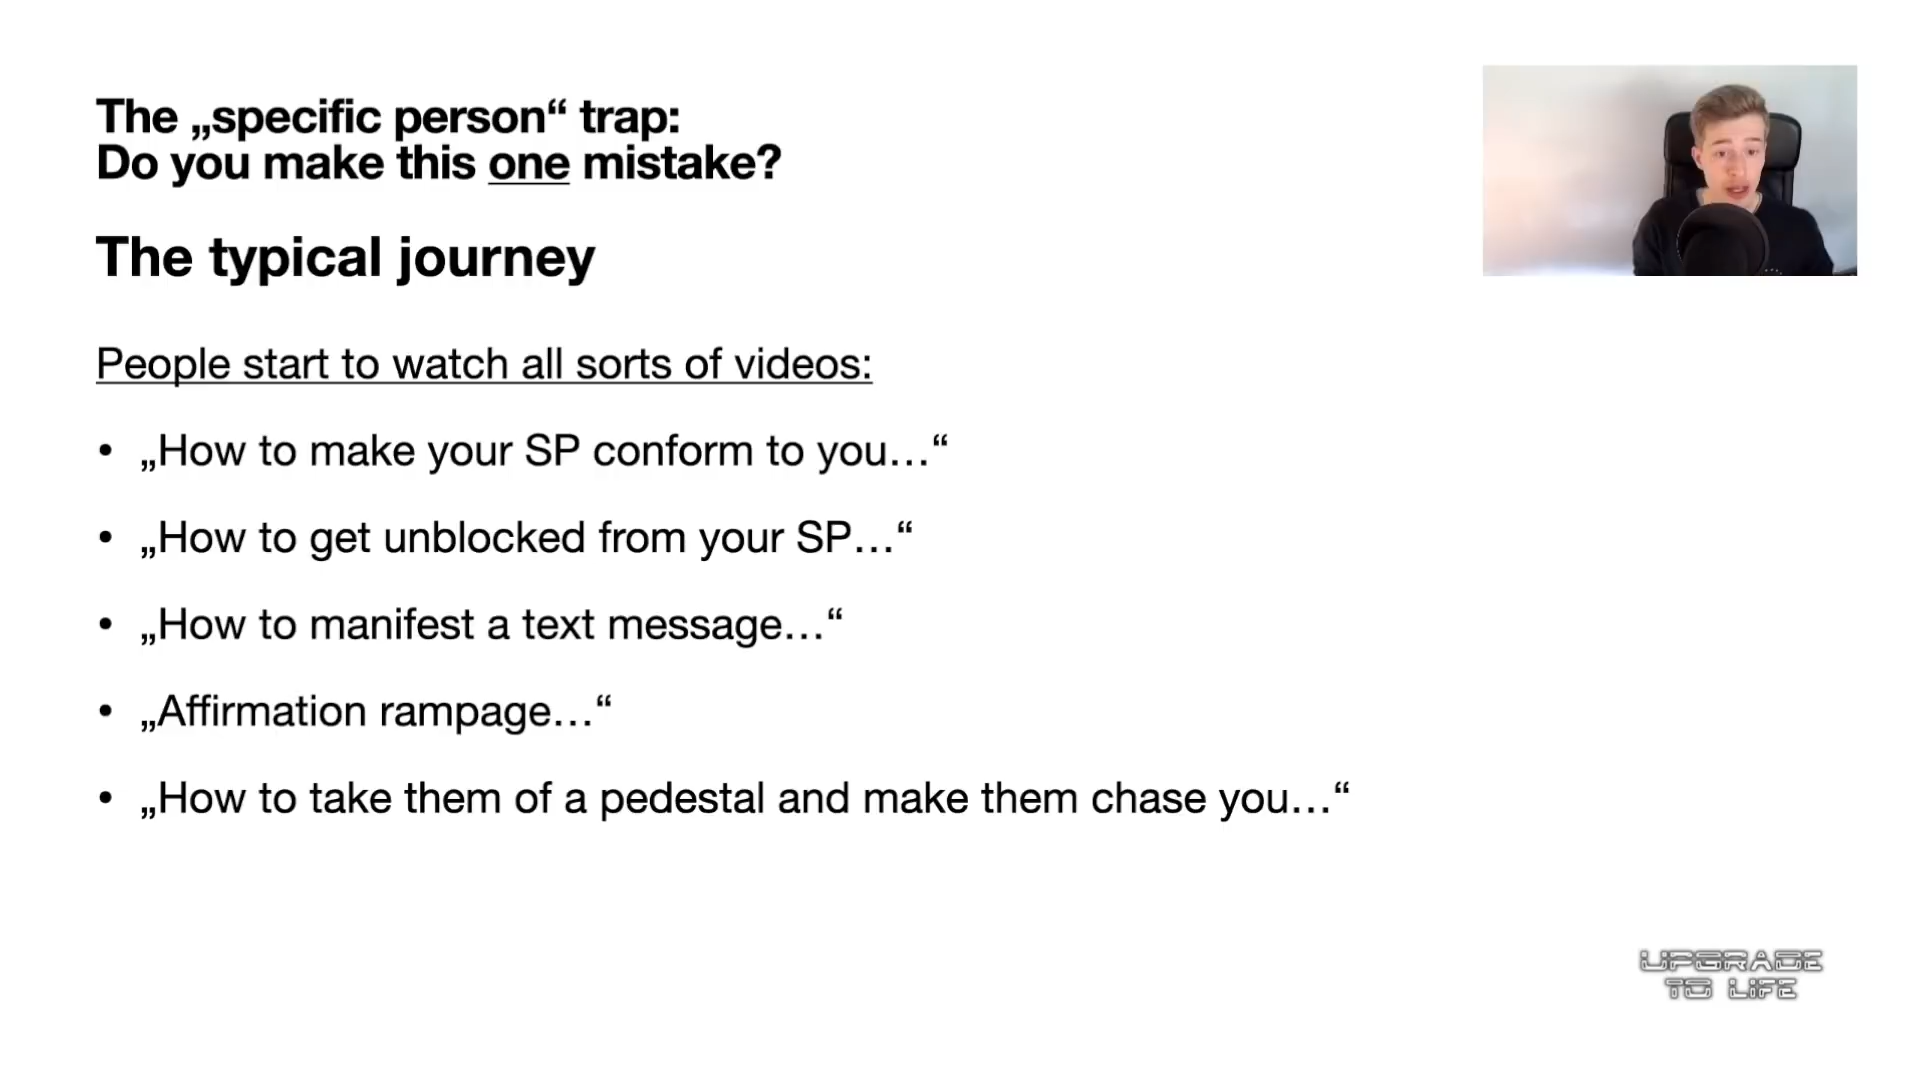 The „specific person“ trap:
Do you make this one mistake?
The typical journey
People start to watch all sorts of videos:
• „How to make your SP conform to you…“
• „How to get unblocked from your SP…“
• „How to manifest a text message…“
• „Affirmation rampage…“
• „How to take them of a pedestal and make them chase you…“
UPGRADE
TO LIFE